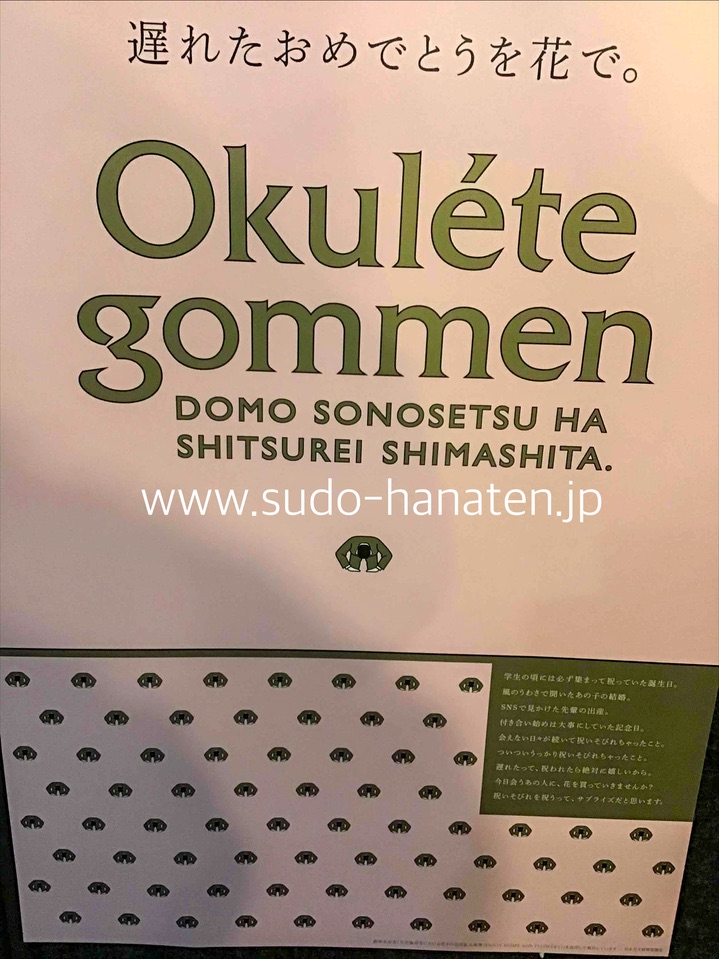 遅れたおめでとうを花で。
Okuléte
gommen
DOMO SONOSETSU HA
SHITSUREI SHIMASHITA.
www.sudo-hanaten.jp
学生の頃には必ず集まって祝っていた誕生日。
風のうわさで聞いたあの子の結婚。
SNSで見かけた先輩の出産。
付き合い始めは大事にしていた記念日。
会えない日々が続いて祝いそびれちゃったこと。
ついついうっかり祝いそびれちゃったこと。
遅れたって、祝われたら絶対に嬉しいから。
今日会うあの人に、花を買っていきませんか？
祝いそびれを祝うって、サプライズだと思います。